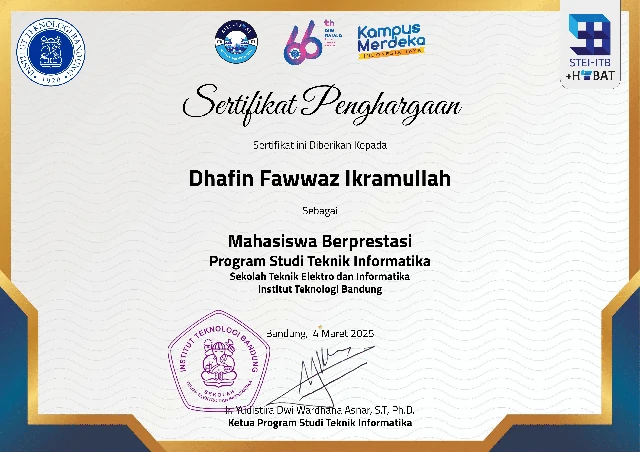 INSTITUT TEKNOLOGI BANDUNG
1920
66th
Kampus
Merdeka
INDONESIA JAYA
STEI-ITB
Sertifikat Penghargaan
Sertifikat ini Diberikan Kepada
Dhafin Fawwaz Ikramullah
Sebagai
Mahasiswa Berprestasi
Program Studi Teknik Informatika
Sekolah Teknik Elektro dan Informatika
Institut Teknologi Bandung
Bandung, 4 Maret 2025
INSTITUT TEKNOLOGI BANDUNG
SEKOLAH
Ir. Yudistira Dwi Wardhana Asnar, S.T, Ph.D.
Ketua Program Studi Teknik Informatika